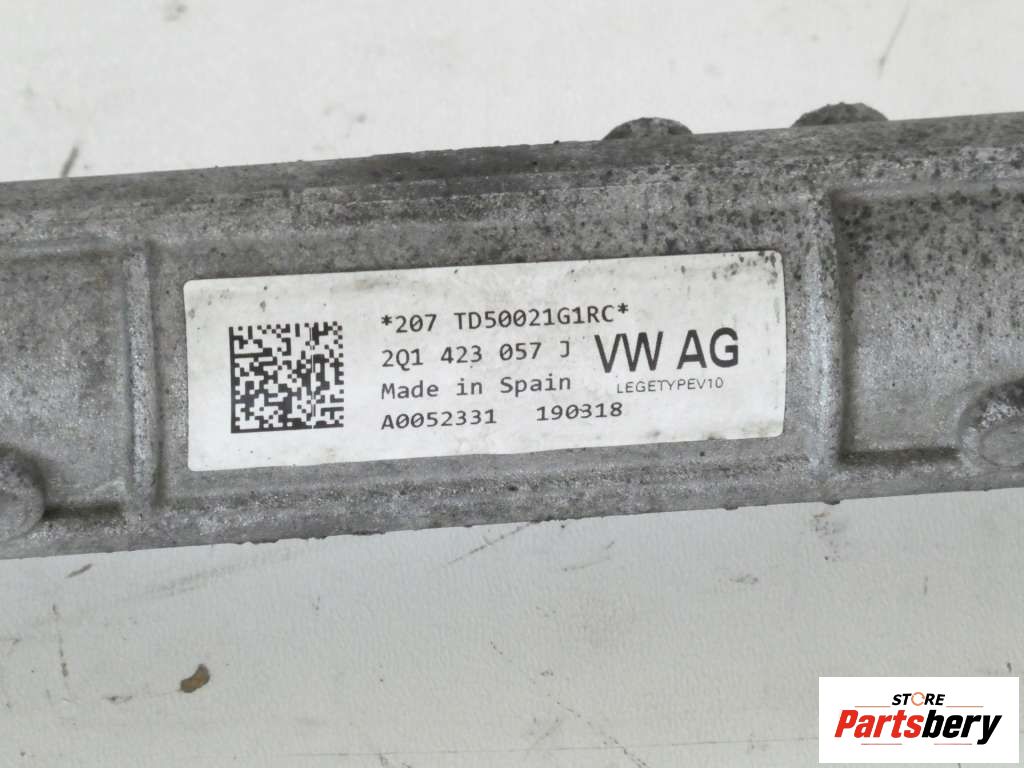 *207 TD50021G1RC*
2Q1 423 057 J
VW AG
Made in Spain
LEGETYPEV10
A0052331 190318
STORE
Partsbery